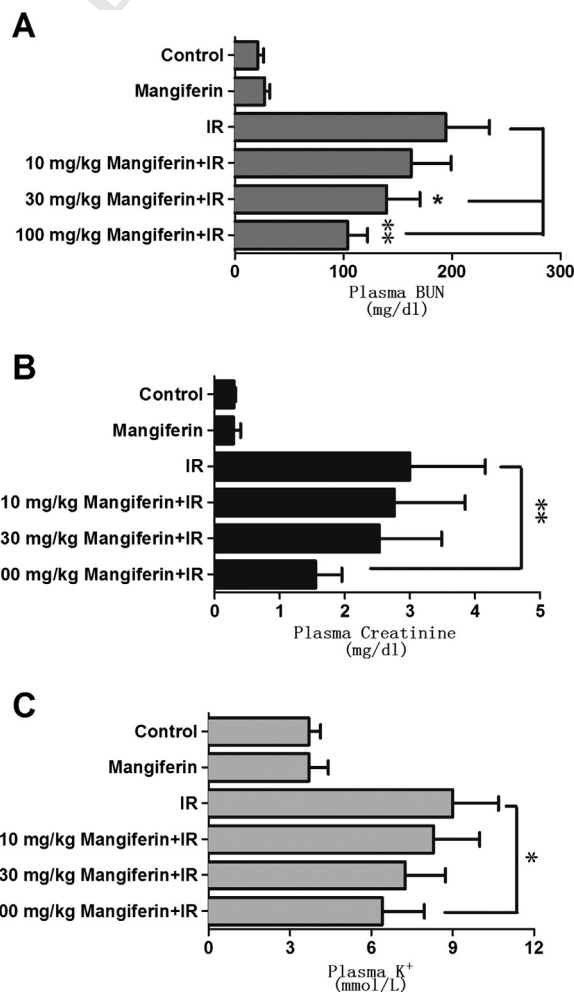 A
Control
Mangiferin
IR
10 mg/kg Mangiferin+IR
30 mg/kg Mangiferin+IR
*
100 mg/kg Mangiferin+IR
**
0 100 200 300
Plasma BUN
(mg/dl)
B
Control
Mangiferin
IR
10 mg/kg Mangiferin+IR
**
30 mg/kg Mangiferin+IR
00 mg/kg Mangiferin+IR
0 1 2 3 4 5
Plasma Creatinine
(mg/dl)
C
Control
Mangiferin
IR
10 mg/kg Mangiferin+IR
*
30 mg/kg Mangiferin+IR
00 mg/kg Mangiferin+IR
0 3 6 9 12
Plasma K⁺
(mmol/L)